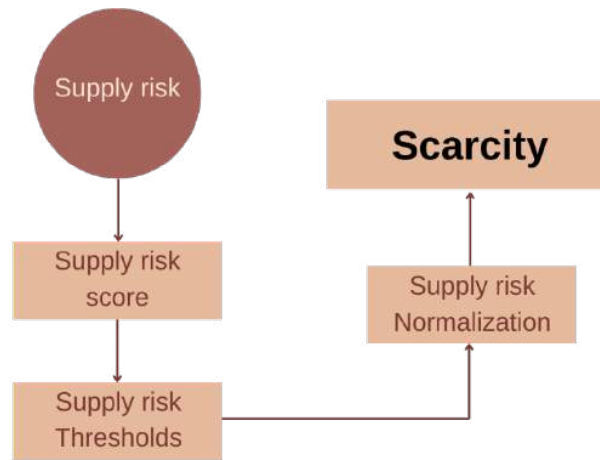 Supply risk
Supply risk
score
Supply risk
Thresholds
Supply risk
Normalization
Scarcity